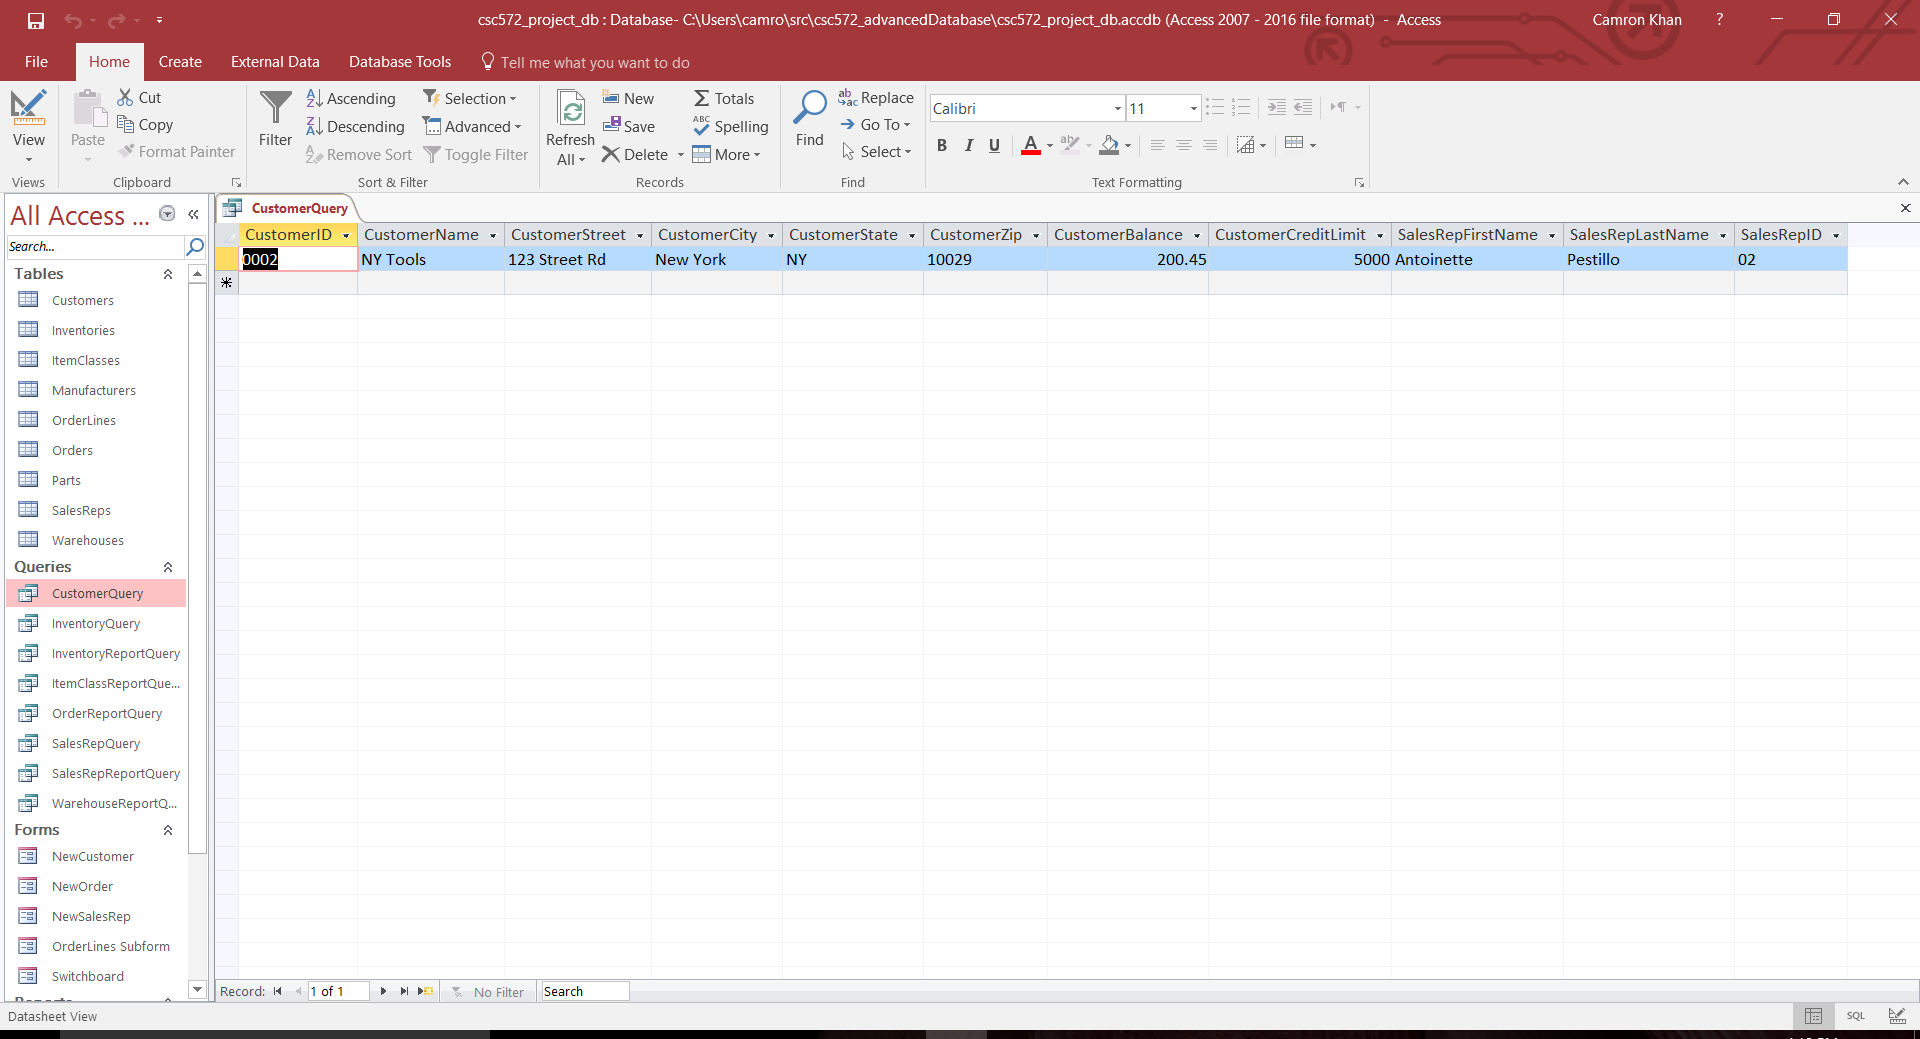 csc572_project_db : Database- C:\Users\camro\src\csc572_advancedDatabase\csc572_project_db.accdb (Access 2007 - 2016 file format) - Access
Camron Khan
?
File Home Create External Data Database Tools Tell me what you want to do
View
Views
Paste
Cut
Copy
Format Painter
Clipboard
Filter
Ascending
Descending
Remove Sort
Selection
Advanced
Toggle Filter
Sort & Filter
Refresh
All
New
Save
Delete
Totals
Spelling
More
Records
Find
Replace
Go To
Select
Find
Calibri 11
B I U A
Text Formatting
All Access ...
Search...
Tables
Customers
Inventories
ItemClasses
Manufacturers
OrderLines
Orders
Parts
SalesReps
Warehouses
Queries
CustomerQuery
InventoryQuery
InventoryReportQuery
ItemClassReportQue...
OrderReportQuery
SalesRepQuery
SalesRepReportQuery
WarehouseReportQ...
Forms
NewCustomer
NewOrder
NewSalesRep
OrderLines Subform
Switchboard
Reports
CustomerQuery
CustomerID CustomerName CustomerStreet CustomerCity CustomerState CustomerZip CustomerBalance CustomerCreditLimit SalesRepFirstName SalesRepLastName SalesRepID
0002 NY Tools 123 Street Rd New York NY 10029 200.45 5000 Antoinette Pestillo 02
Record: 1 of 1 No Filter Search
Datasheet View
SQL